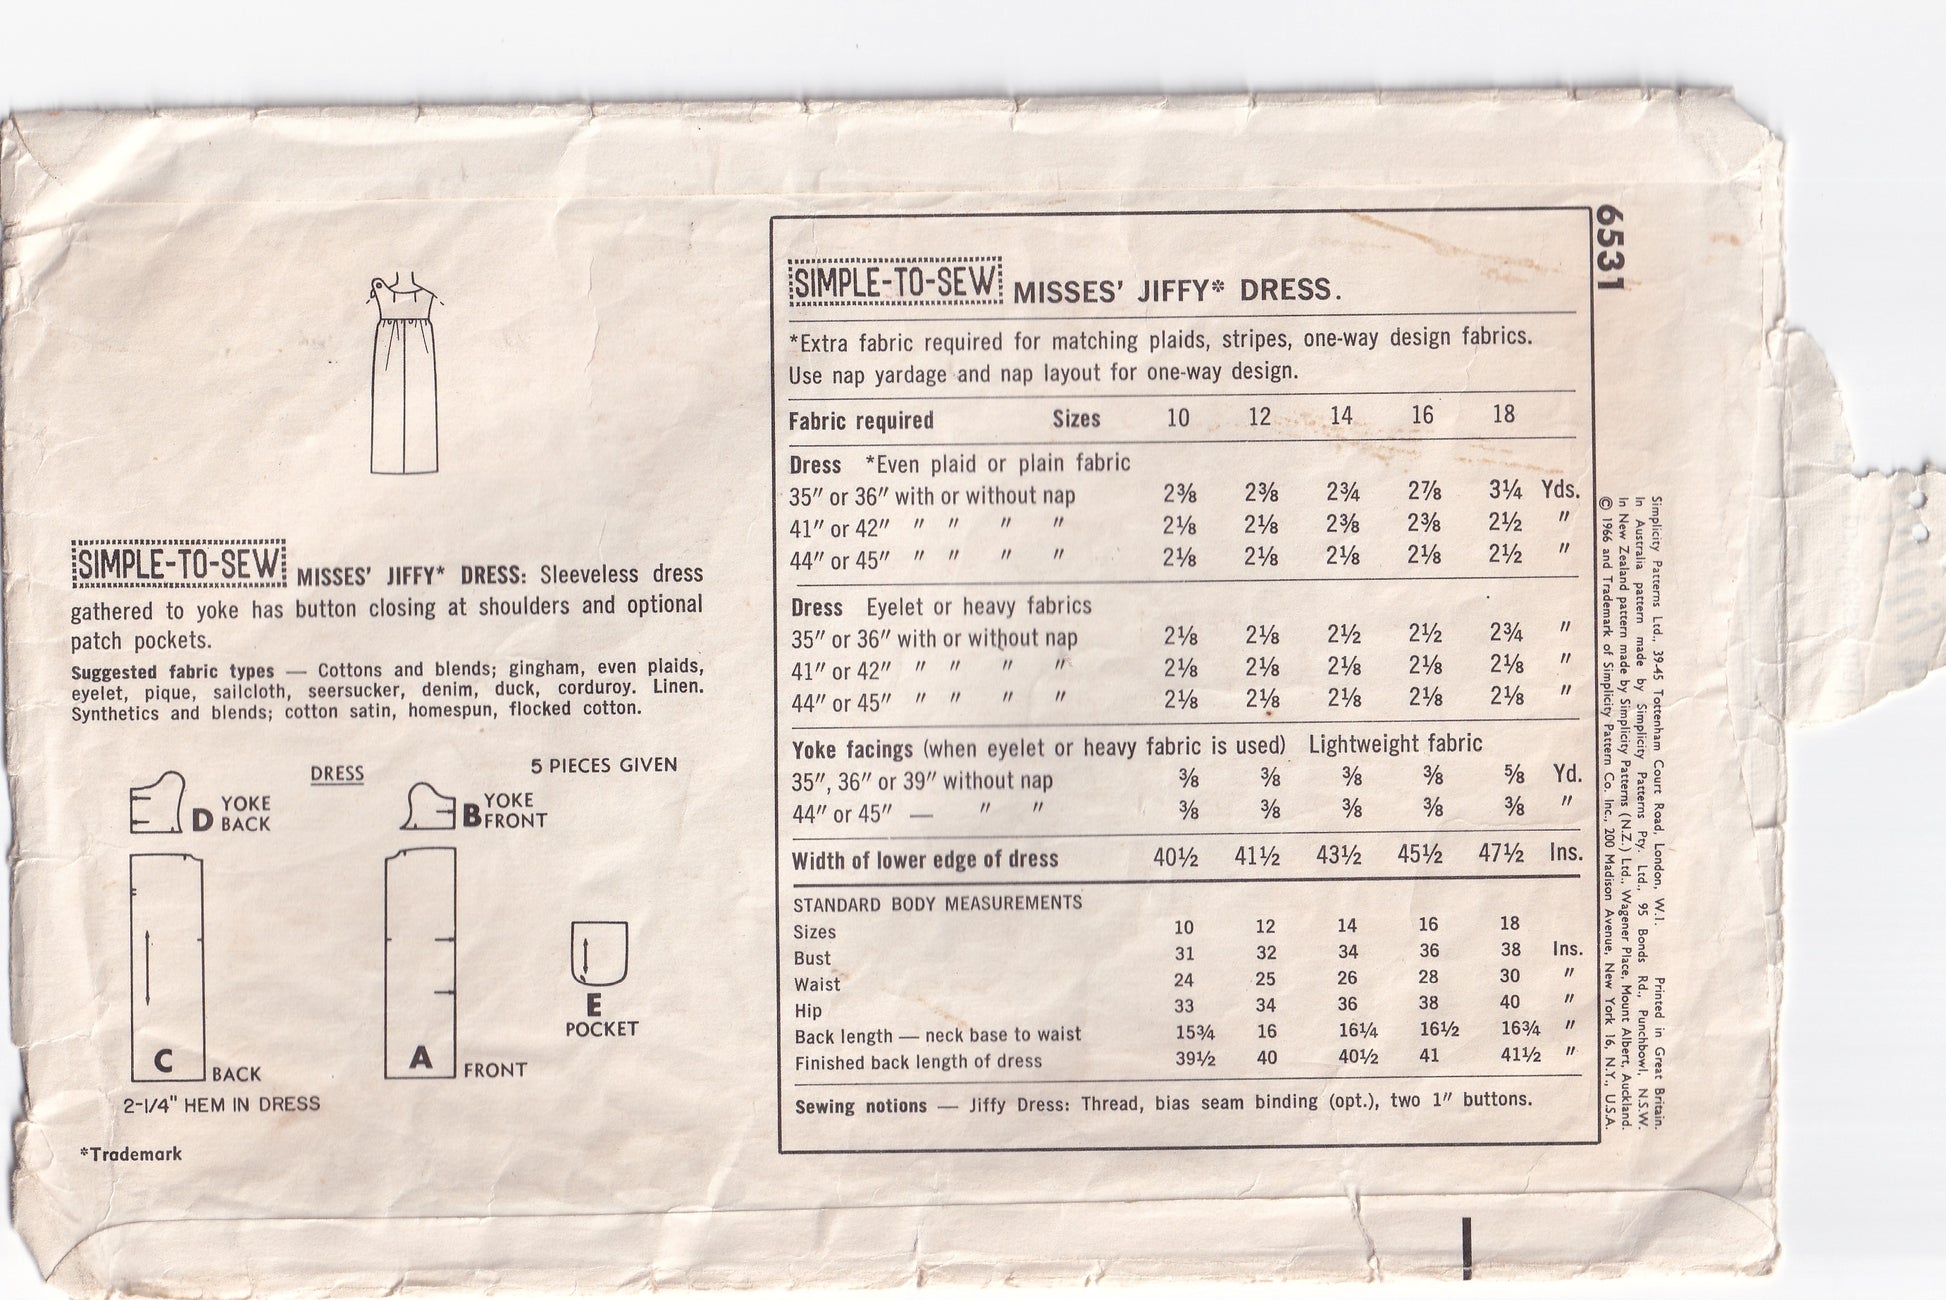 SIMPLE-TO-SEW MISSES' JIFFY* DRESS: Sleeveless dress
gathered to yoke has button closing at shoulders and optional
patch pockets.
Suggested fabric types — Cottons and blends; gingham, even plaids,
eyelet, pique, sailcloth, seersucker, denim, duck, corduroy. Linen.
Synthetics and blends; cotton satin, homespun, flocked cotton.
DRESS
5 PIECES GIVEN
D YOKE
BACK
B YOKE
FRONT
C BACK
A FRONT
E
POCKET
2-1/4" HEM IN DRESS
*Trademark
SIMPLE-TO-SEW MISSES' JIFFY* DRESS.
*Extra fabric required for matching plaids, stripes, one-way design fabrics.
Use nap yardage and nap layout for one-way design.
Fabric required Sizes 10 12 14 16 18
Dress *Even plaid or plain fabric
35" or 36" with or without nap 2⅜ 2⅜ 2¾ 2⅞ 3¼ Yds.
41" or 42" " " " " 2⅛ 2⅛ 2⅜ 2⅜ 2½ "
44" or 45" " " " " 2⅛ 2⅛ 2⅛ 2⅛ 2½ "
Dress Eyelet or heavy fabrics
35" or 36" with or without nap 2⅛ 2⅛ 2½ 2½ 2¾ "
41" or 42" " " " " 2⅛ 2⅛ 2⅛ 2⅛ 2⅛ "
44" or 45" " " " " 2⅛ 2⅛ 2⅛ 2⅛ 2⅛ "
Yoke facings (when eyelet or heavy fabric is used) Lightweight fabric
35", 36" or 39" without nap ⅜ ⅜ ⅜ ⅜ ⅝ Yd.
44" or 45" — " " ⅜ ⅜ ⅜ ⅜ ⅜ "
Width of lower edge of dress 40½ 41½ 43½ 45½ 47½ Ins.
STANDARD BODY MEASUREMENTS
Sizes 10 12 14 16 18
Bust 31 32 34 36 38 Ins.
Waist 24 25 26 28 30 "
Hip 33 34 36 38 40 "
Back length — neck base to waist 15¾ 16 16¼ 16½ 16¾ "
Finished back length of dress 39½ 40 40½ 41 41½ "
Sewing notions — Jiffy Dress: Thread, bias seam binding (opt.), two 1" buttons.
6531
Simplicity Patterns Ltd., 39-45 Tottenham Court Road, London, W.1. Printed in Great Britain.
In Australia pattern made by Simplicity Patterns Pty. Ltd., 95 Bonds Rd., Punchbowl, N.S.W.
In New Zealand pattern made by Simplicity Patterns (N.Z.) Ltd., Wagener Place, Mount Albert, Auckland.
© 1966 and Trademark of Simplicity Pattern Co. Inc., 200 Madison Avenue, New York 16, N.Y., U.S.A.